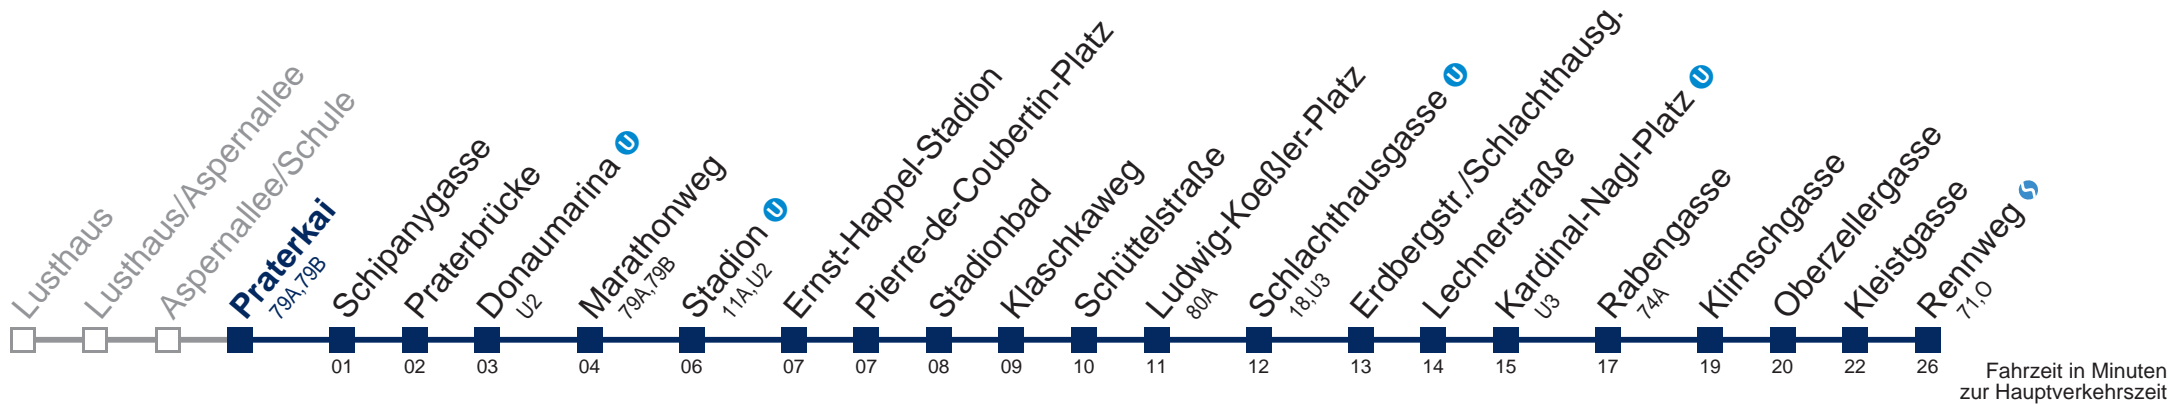 Lusthaus
Lusthaus/Aspernallee
Aspernallee/Schule
Praterkai
79A,79B
Schipanygasse
01
Praterbrücke
02
Donaumarina U
U2
03
Marathonweg
79A,79B
04
Stadion U
11A,U2
06
Ernst-Happel-Stadion
07
Pierre-de-Coubertin-Platz
07
Stadionbad
08
Klaschkaweg
09
Schüttelstraße
10
Ludwig-Koeßler-Platz
80A
11
Schlachthausgasse U
18,U3
12
Erdbergstr./Schlachthausg.
13
Lechnerstraße
14
Kardinal-Nagl-Platz U
U3
15
Rabengasse
74A
17
Klimschgasse
19
Oberzellergasse
20
Kleistgasse
22
Rennweg S
71,O
26
Fahrzeit in Minuten
zur Hauptverkehrszeit